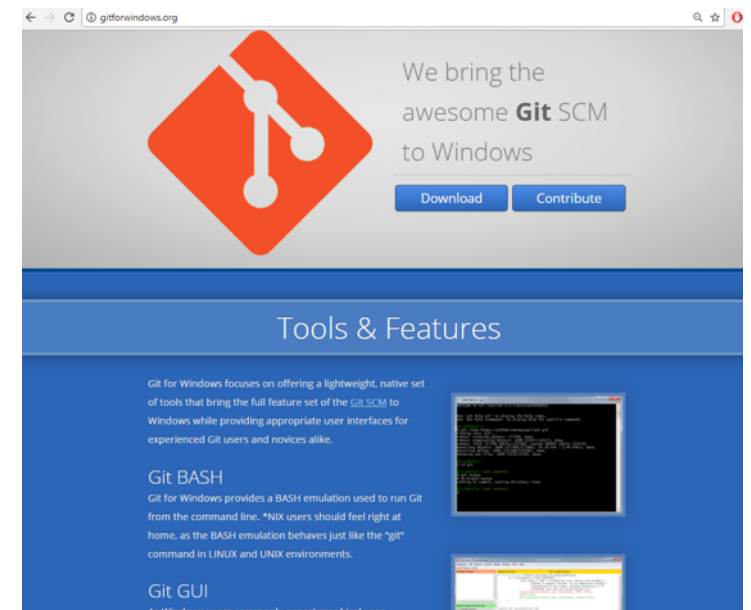 gitforwindows.org
We bring the
awesome Git SCM
to Windows
Download
Contribute
Tools & Features
Git for Windows focuses on offering a lightweight, native set
of tools that bring the full feature set of the Git SCM to
Windows while providing appropriate user interfaces for
experienced Git users and novices alike.
Git BASH
Git for Windows provides a BASH emulation used to run Git
from the command line. *NIX users should feel right at
home, as the BASH emulation behaves just like the "git"
command in LINUX and UNIX environments.
Git GUI